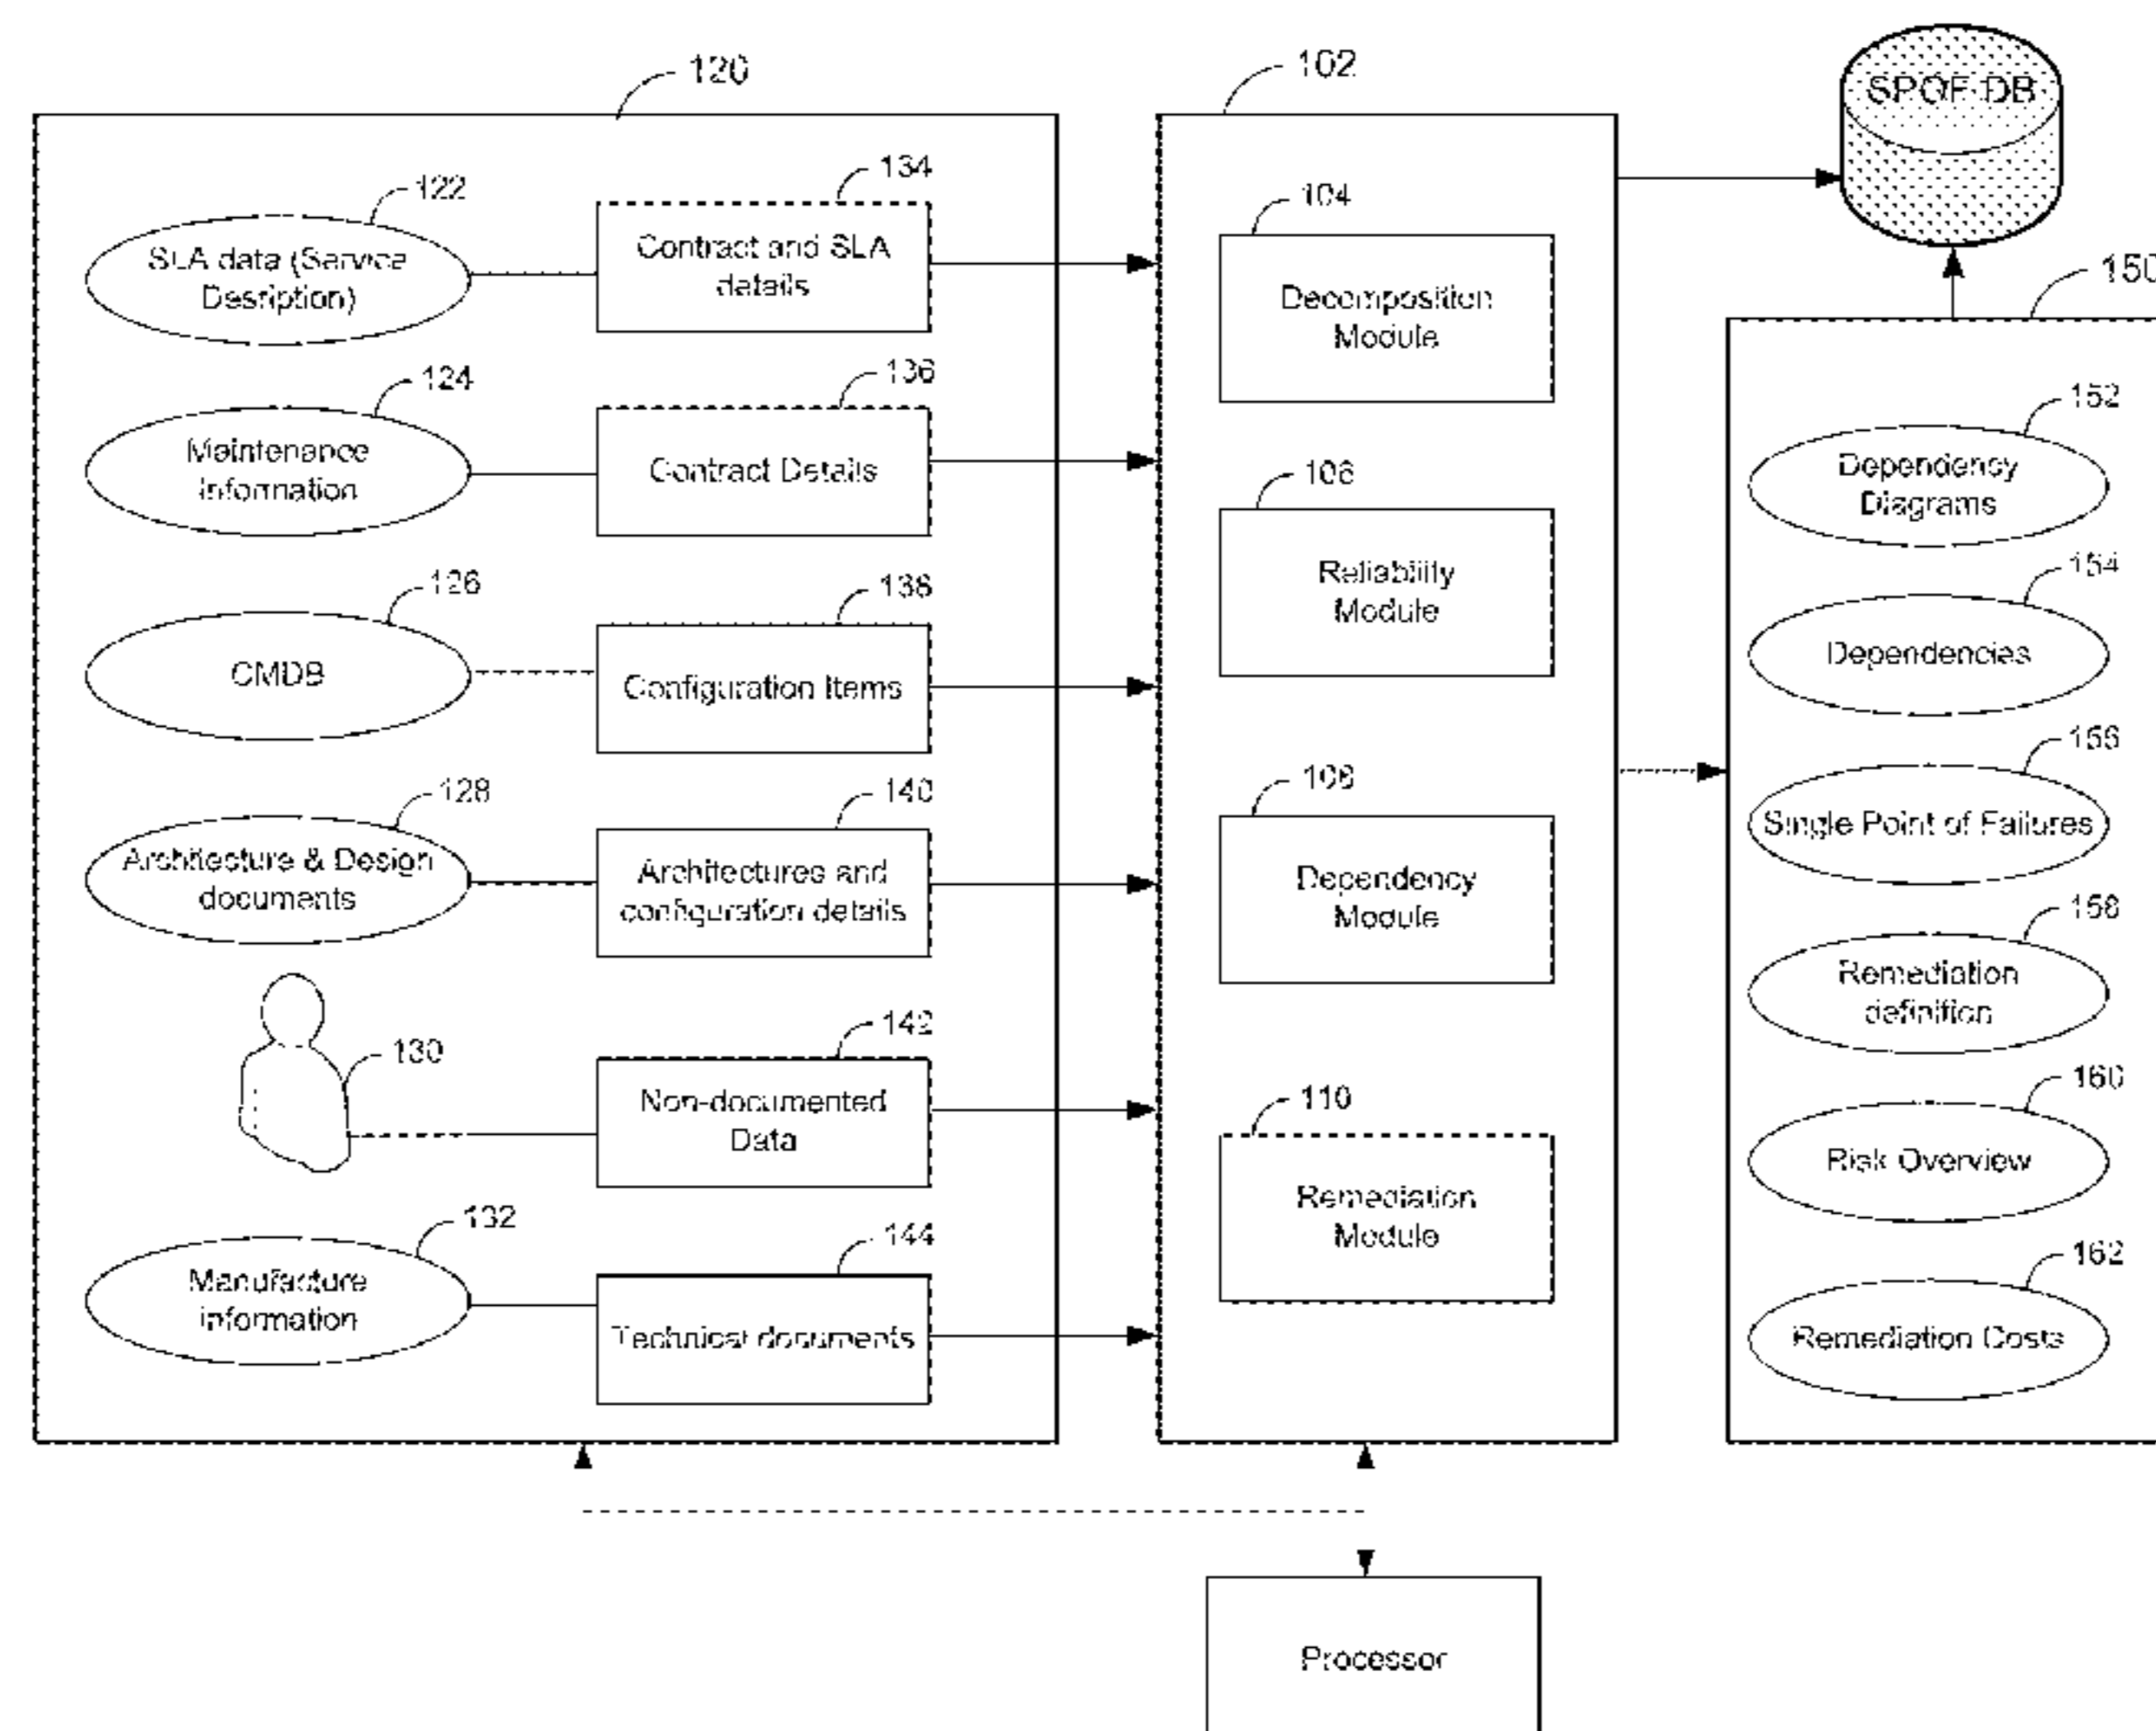 120
102
SPOF DB
150
122
SLA data (Service
Desription)
134
Contract and SLA
details
104
Decomposition
Module
124
Maintenance
Information
136
Contract Details
106
Reliability
Module
152
Dependency
Diagrams
126
CMDB
138
Configuration Items
154
Dependencies
128
Architecture & Design
documents
140
Architectures and
configuration details
108
Dependency
Module
156
Single Point of Failures
130
142
Non-documented
Data
158
Remediation
definition
132
Manufacture
information
144
Technical documents
110
Remediation
Module
160
Risk Overview
162
Remediation Costs
Processor